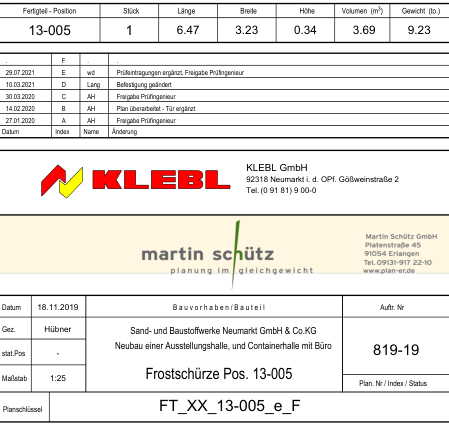 Fertigteil - Position Stück Länge Breite Höhe Volumen (m³) Gewicht (to.)
13-005 1 6.47 3.23 0.34 3.69 9.23
. F . .
29.07.2021 E wd Prüfeintragungen ergänzt, Freigabe Prüfingenieur
10.03.2021 D Lang Befestigung geändert
30.03.2020 C AH Freigabe Prüfingenieur
14.02.2020 B AH Plan überarbeitet - Tür ergänzt
27.01.2020 A AH Freigabe Prüfingenieur
Datum Index Name Änderung
KLEBL
KLEBL GmbH
92318 Neumarkt i. d. OPf. Gößweinstraße 2
Tel. (0 91 81) 9 00-0
martin schütz
planung im gleichgewicht
Martin Schütz GmbH
Platenstraße 45
91054 Erlangen
Tel. 09131-917 22-10
www.plan-er.de
Datum 18.11.2019 Bauvorhaben/Bauteil Auftr. Nr
Gez. Hübner Sand- und Baustoffwerke Neumarkt GmbH & Co.KG
stat.Pos - Neubau einer Ausstellungshalle, und Containerhalle mit Büro 819-19
Maßstab 1:25 Frostschürze Pos. 13-005 Plan. Nr / Index / Status
Planschlüssel FT_XX_13-005_e_F